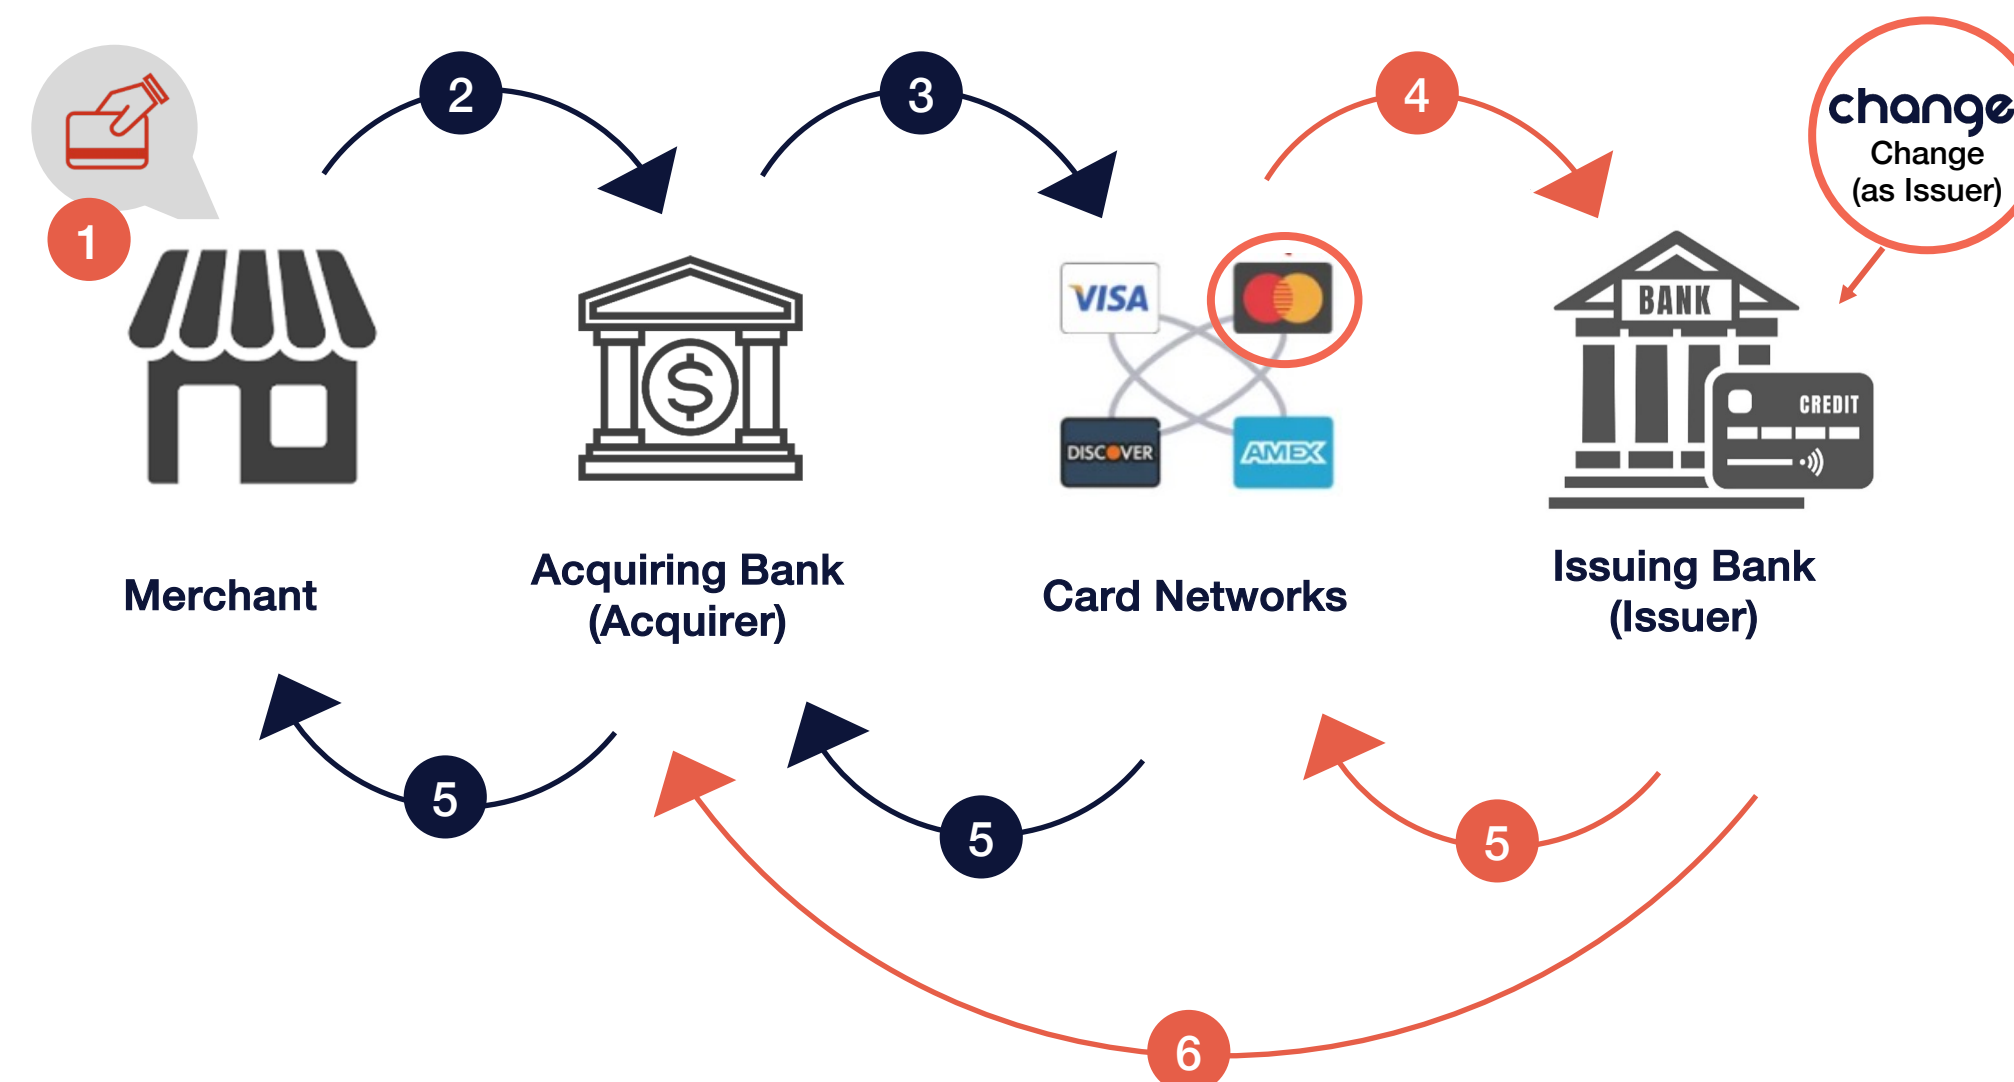 2
3
4
change
Change
(as Issuer)
1
VISA
BANK
DISCOVER
AMEX
CREDIT
$
Merchant
Acquiring Bank
(Acquirer)
Card Networks
Issuing Bank
(Issuer)
5
5
5
6